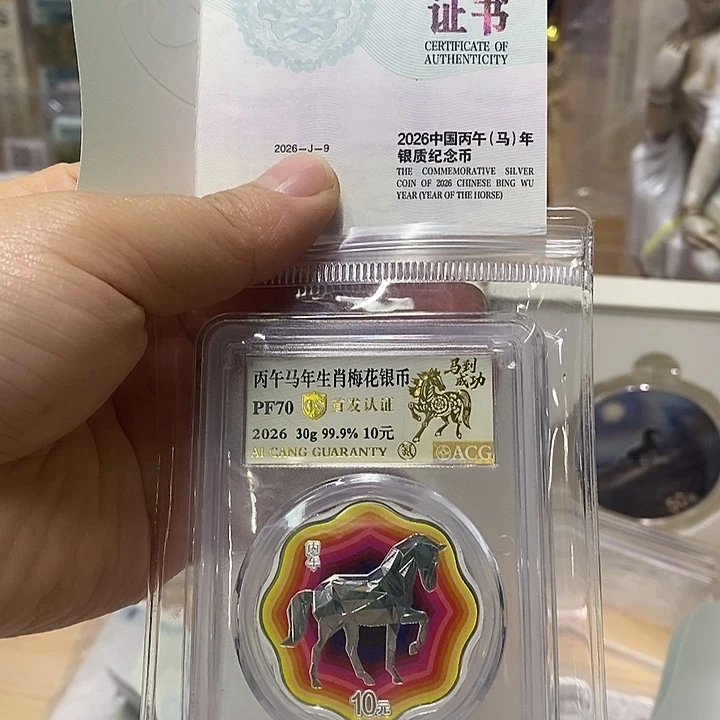 证书
CERTIFICATE OF
AUTHENTICITY
2026-J-9
2026中国丙午(马)年
银质纪念币
THE COMMEMORATIVE SILVER
COIN OF 2026 CHINESE BING WU
YEAR (YEAR OF THE HORSE)
丙午马年生肖梅花银币
马到
成功
PF70
首发认证
2026 30g 99.9% 10元
AI CANG GUARANTY
ACG
丙午
10元